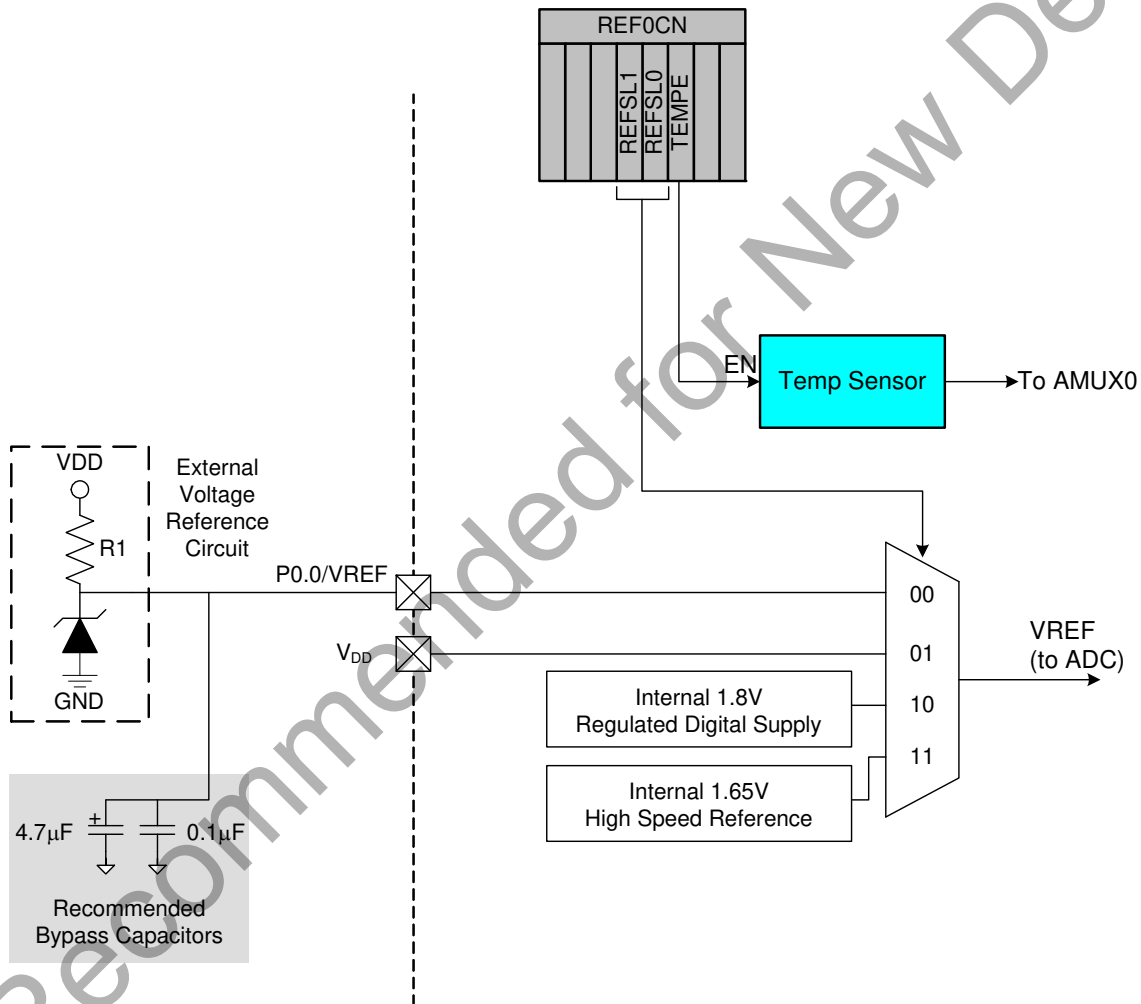 REF0CN
REFSL1
REFSL0
TEMPE
EN
Temp Sensor
To AMUX0
VDD
R1
GND
External
Voltage
Reference
Circuit
P0.0/VREF
VDD
00
01
10
11
VREF
(to ADC)
Internal 1.8V
Regulated Digital Supply
Internal 1.65V
High Speed Reference
4.7μF
+
0.1μF
Recommended
Bypass Capacitors
Recommended for New De